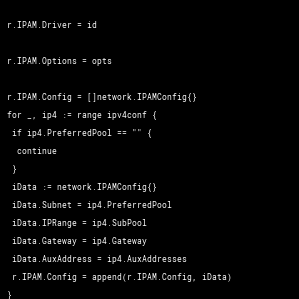 r.IPAM.Driver = id
r.IPAM.Options = opts
r.IPAM.Config = []network.IPAMConfig{}
for _, ip4 := range ipv4conf {
if ip4.PreferredPool == "" {
continue
}
iData := network.IPAMConfig{}
iData.Subnet = ip4.PreferredPool
iData.IPRange = ip4.SubPool
iData.Gateway = ip4.Gateway
iData.AuxAddress = ip4.AuxAddresses
r.IPAM.Config = append(r.IPAM.Config, iData)
}